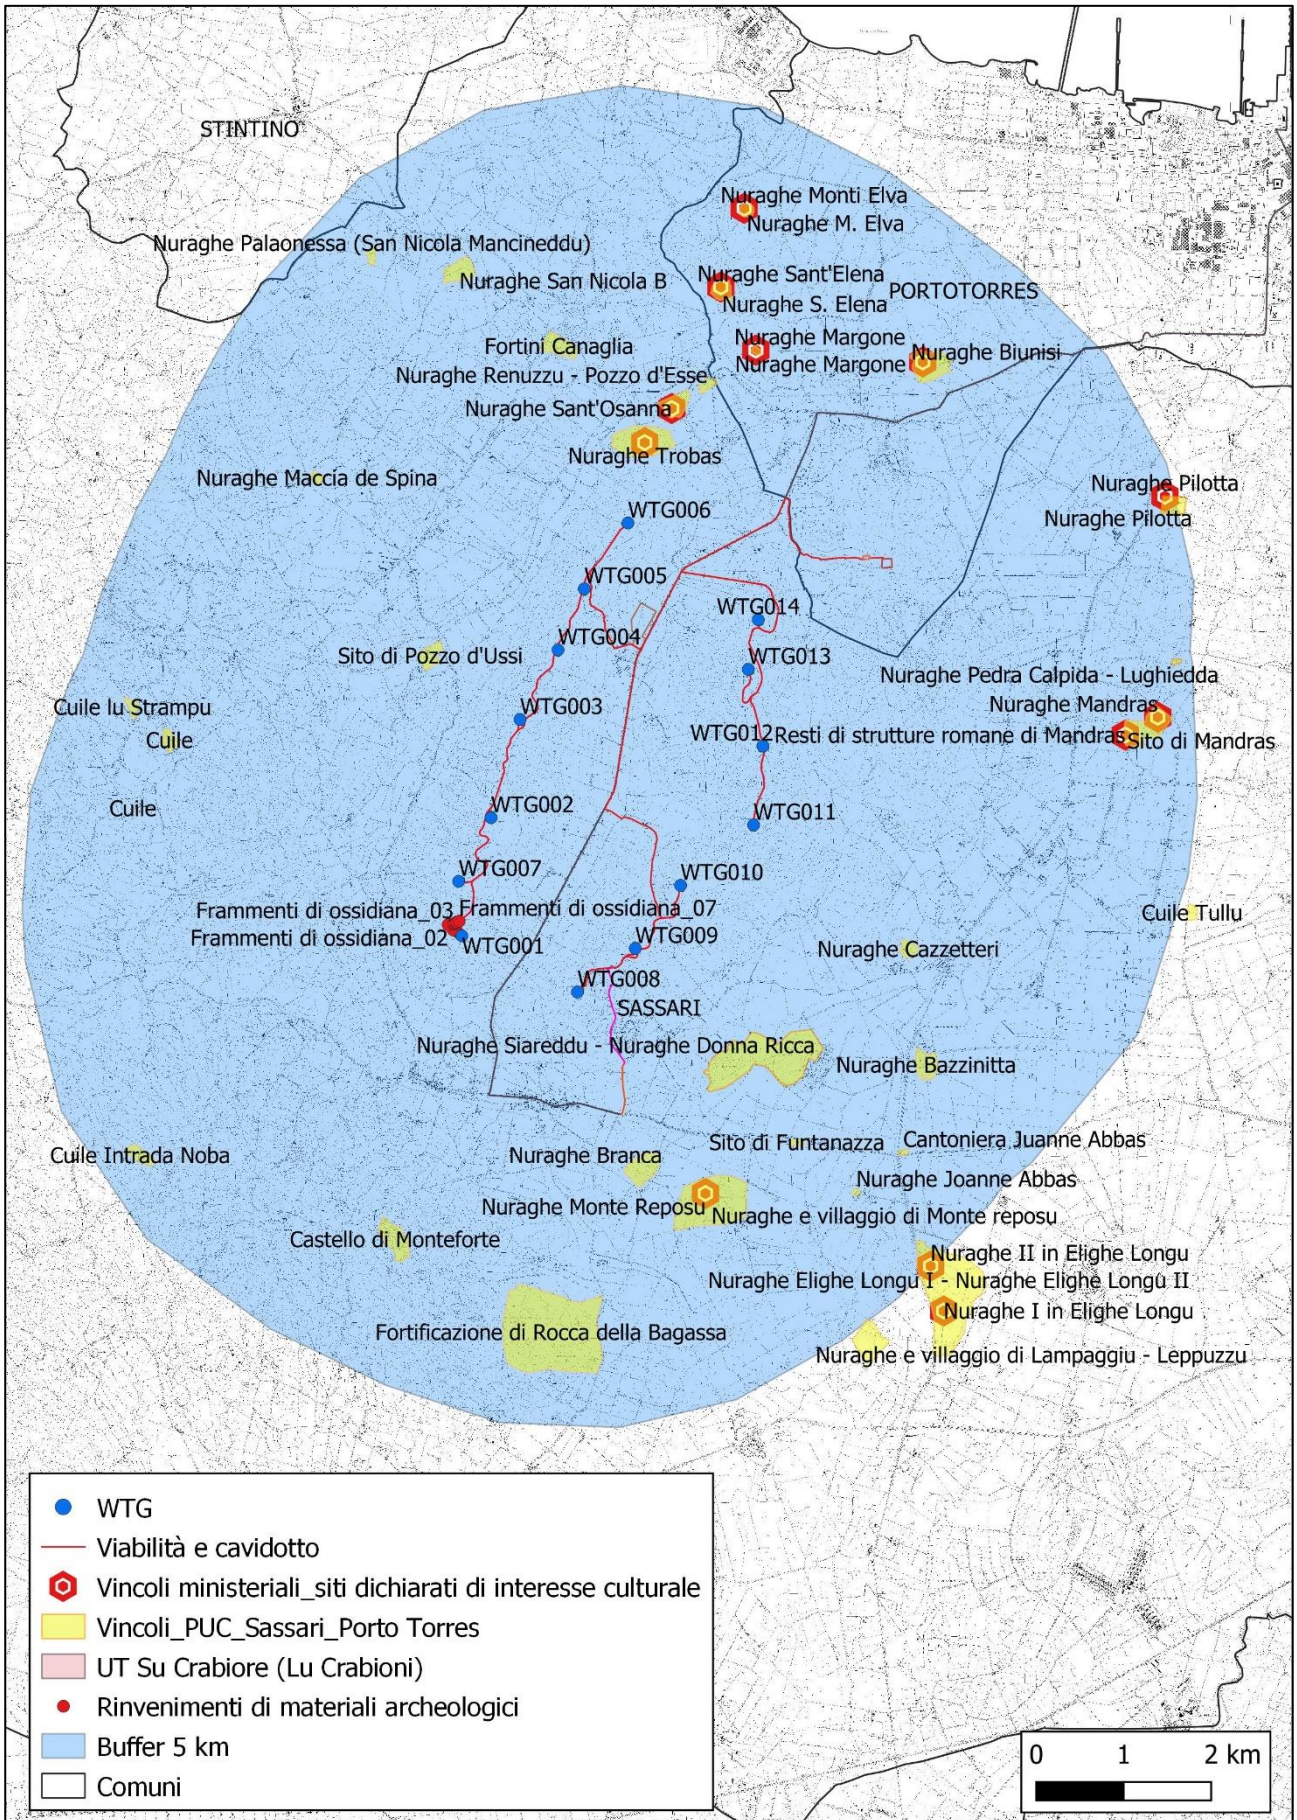 STINTINO
Nuraghe Monti Elva
Nuraghe M. Elva
Nuraghe Palaonessa (San Nicola Mancineddu)
Nuraghe San Nicola B
Nuraghe Sant'Elena
PORTOTORRES
Nuraghe S. Elena
Fortini Canaglia
Nuraghe Margone
Nuraghe Margone
Nuraghe Biunisi
Nuraghe Renuzzu - Pozzo d'Esse
Nuraghe Sant'Osanna
Nuraghe Trobas
Nuraghe Maccia de Spina
Nuraghe Pilotta
Nuraghe Pilotta
WTG006
WTG005
WTG014
WTG004
Sito di Pozzo d'Ussi
WTG013
Nuraghe Pedra Calpida - Lughiedda
Cuile lu Strampu
WTG003
Nuraghe Mandras
Cuile
WTG012
Resti di strutture romane di Mandras
Sito di Mandras
Cuile
WTG002
WTG011
WTG007
WTG010
Frammenti di ossidiana_03
Frammenti di ossidiana_07
Cuile Tullu
Frammenti di ossidiana_02
WTG001
WTG009
Nuraghe Cazzetteri
WTG008
SASSARI
Nuraghe Siareddu - Nuraghe Donna Ricca
Nuraghe Bazzinitta
Sito di Funtanazza
Cantoniera Juanne Abbas
Cuile Intrada Noba
Nuraghe Branca
Nuraghe Joanne Abbas
Nuraghe Monte Reposu
Nuraghe e villaggio di Monte reposu
Castello di Monteforte
Nuraghe II in Elighe Longu
Nuraghe Elighe Longu I - Nuraghe Elighe Longu II
Nuraghe I in Elighe Longu
Fortificazione di Rocca della Bagassa
Nuraghe e villaggio di Lampaggiu - Leppuzzu
WTG
Viabilità e cavidotto
Vincoli ministeriali_siti dichiarati di interesse culturale
Vincoli_PUC_Sassari_Porto Torres
UT Su Crabiore (Lu Crabioni)
Rinvenimenti di materiali archeologici
Buffer 5 km
Comuni
0 1 2 km